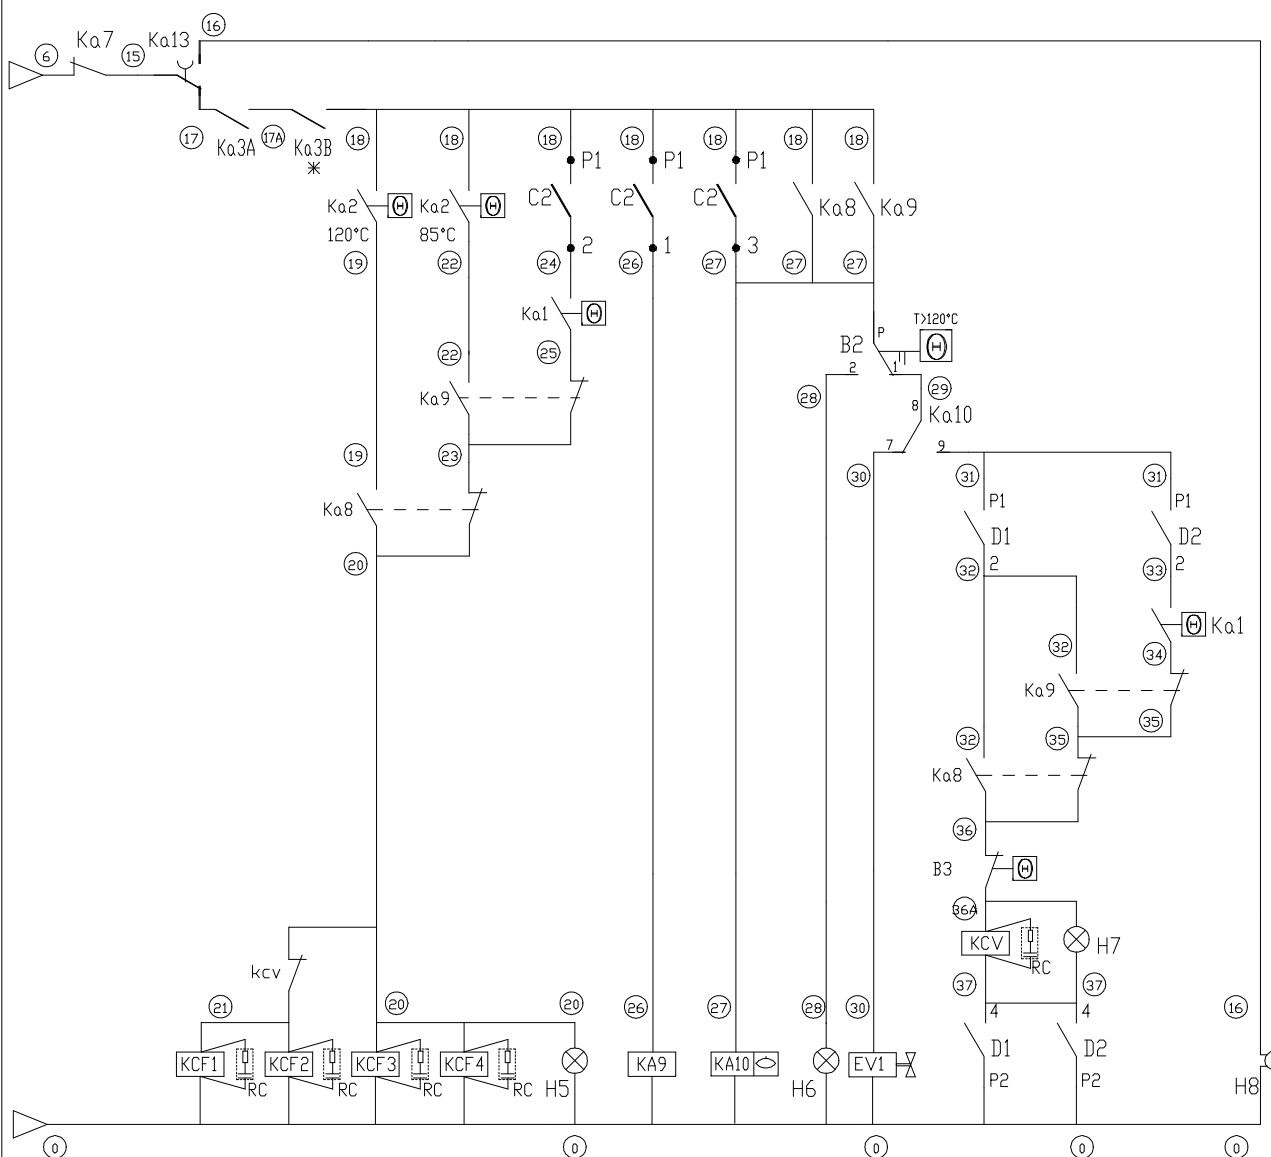 16
Ka7 Ka13
6 15
17 Ka3A 17A Ka3B 18 18 18 18 18 18 18
*
P1 P1 P1
Ka2 Ka2 C2 C2 C2 Ka8 Ka9
120°C 85°C
2 1 3
19 22 24 26 27 27 27
Ka1
T>120°C
P
B2
22 25
2 1
28 29
Ka9
8 Ka10
7 9
19 23 30 31 31
P1 P1
Ka8
D1 D2
20
32 2 33 2
Ka1
32 34
Ka9
35
32 35
Ka8
36
B3
36A
KCV H7
RC
kcv
37 37
21 20 20 26 27 28 30 4 4 16
D1 D2
KCF1 KCF2 KCF3 KCF4 KA9 KA10 EV1
RC RC RC RC H5 H6 P2 P2 H8
0 0 0 0 0